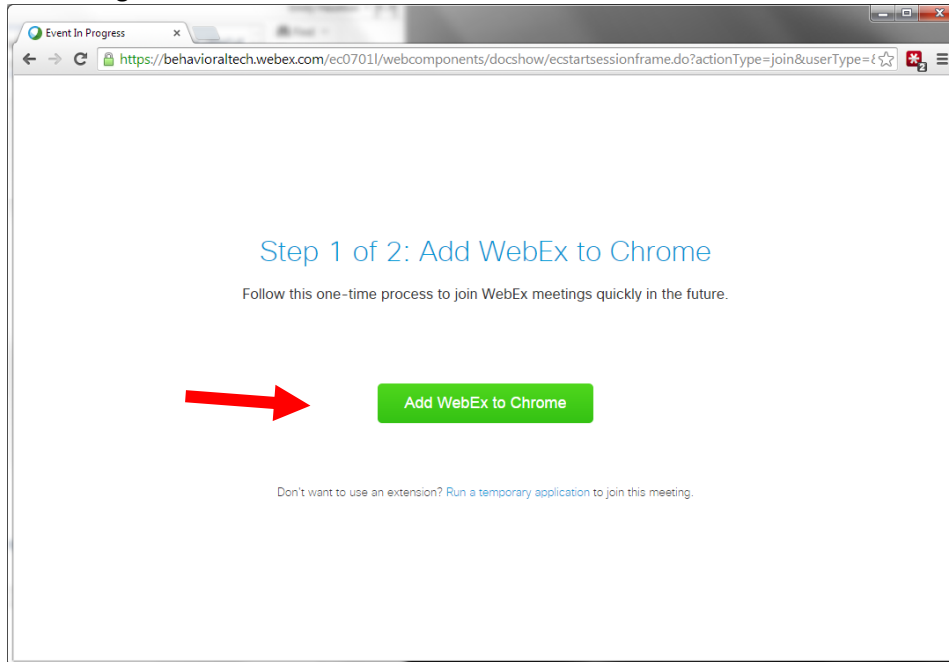 Event In Progress
https://behavioraltech.webex.com/ec0701l/webcomponents/docshow/ecstartsessionframe.do?actionType=join&userType=
2
Step 1 of 2: Add WebEx to Chrome
Follow this one-time process to join WebEx meetings quickly in the future.
Add WebEx to Chrome
Don't want to use an extension? Run a temporary application to join this meeting.